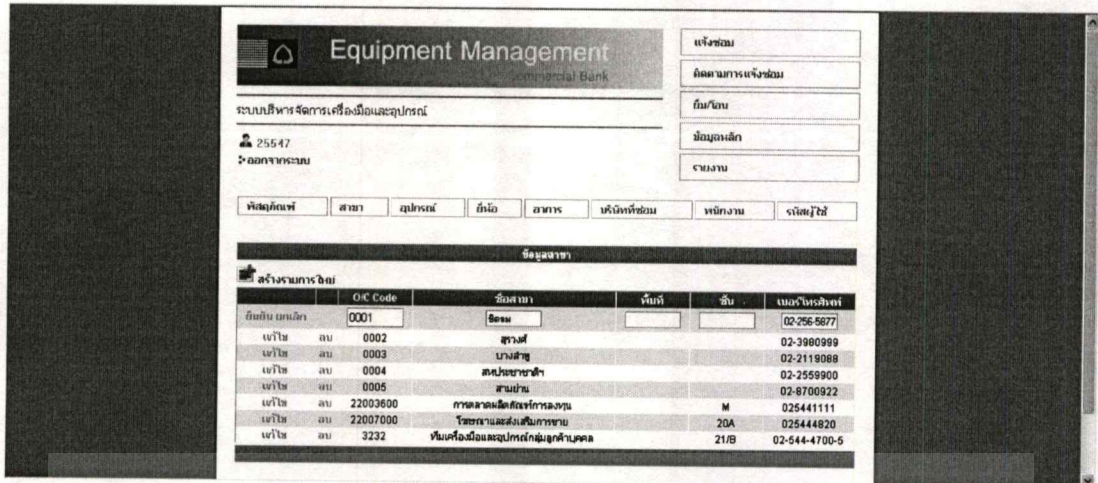 Equipment Management
Commercial Bank
ระบบบริหารจัดการเครื่องมือและอุปกรณ์
25547
ออกจากระบบ
แจ้งซ่อม
ติดตามการแจ้งซ่อม
ยืม/โอน
ข้อมูลหลัก
รายงาน
พัสดุภัณฑ์ สาขา อุปกรณ์ ยี่ห้อ อาการ บริษัทที่ซ่อม พนักงาน รหัสผู้ใช้
ข้อมูลสาขา
สร้างรายการใหม่
O/C Code ชื่อสาขา พื้นที่ ชั้น เบอร์โทรศัพท์
ยืนยัน ยกเลิก 0001 ชิดลม 02-256-5677
แก้ไข ลบ 0002 สุรวงศ์ 02-3980999
แก้ไข ลบ 0003 บางลำพู 02-2119088
แก้ไข ลบ 0004 สหประชาชาติฯ 02-2559900
แก้ไข ลบ 0005 สามย่าน 02-8700922
แก้ไข ลบ 22003600 การตลาดผลิตภัณฑ์การลงทุน M 025441111
แก้ไข ลบ 22007000 โฆษณาและส่งเสริมการขาย 20A 025444820
แก้ไข ลบ 3232 ทีมเครื่องมือและอุปกรณ์กลุ่มลูกค้าบุคคล 21/B 02-544-4700-5